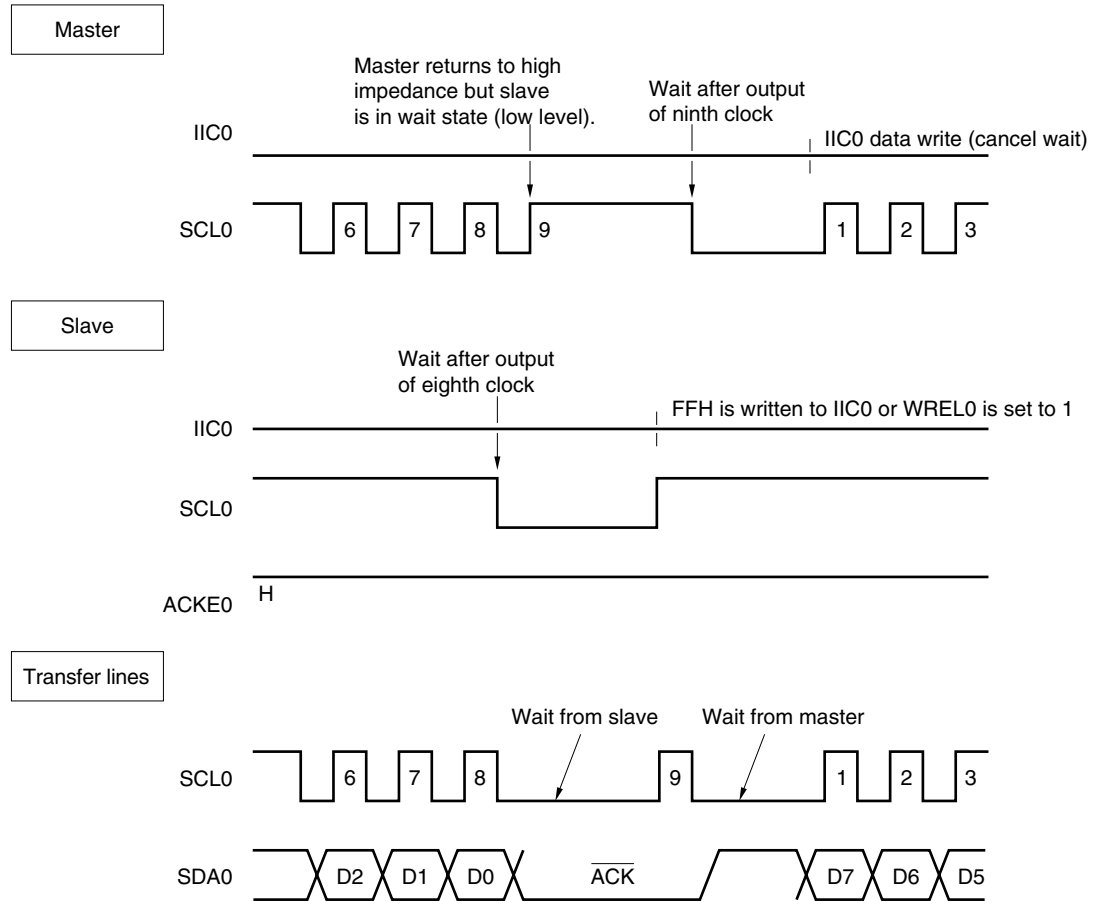 Master
Master returns to high
impedance but slave
is in wait state (low level).
Wait after output
of ninth clock
IIC0
IIC0 data write (cancel wait)
SCL0
6 7 8 9 1 2 3
Slave
Wait after output
of eighth clock
FFH is written to IIC0 or WREL0 is set to 1
IIC0
SCL0
H
ACKE0
Transfer lines
Wait from slave Wait from master
SCL0
6 7 8 9 1 2 3
SDA0
D2 D1 D0 ACK D7 D6 D5